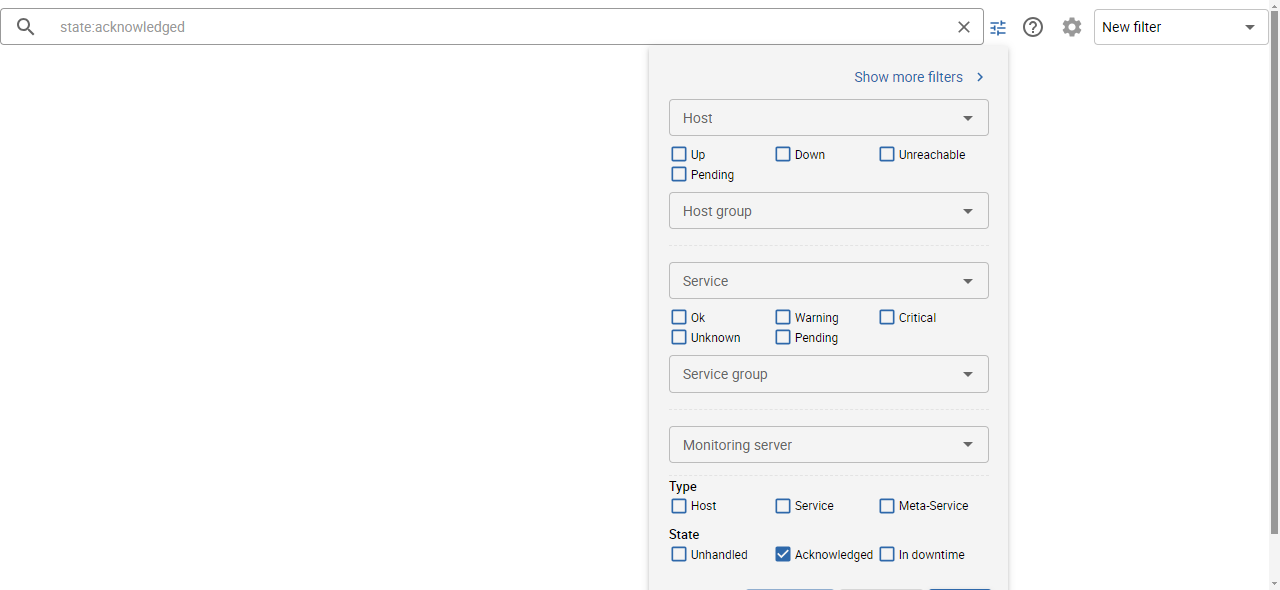 state:acknowledged
New filter
Show more filters
Host
Up Down Unreachable
Pending
Host group
Service
Ok Warning Critical
Unknown Pending
Service group
Monitoring server
Type
Host Service Meta-Service
State
Unhandled Acknowledged In downtime